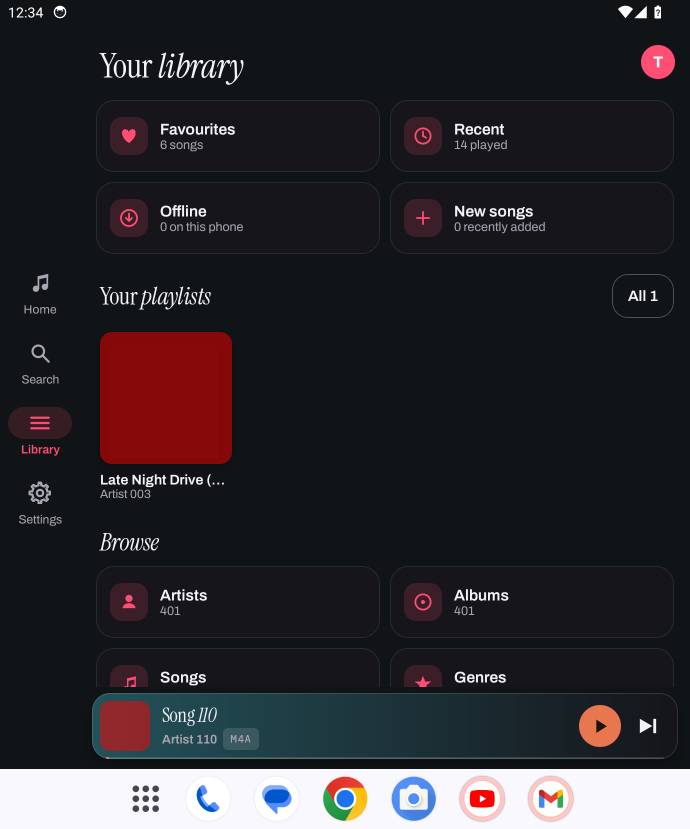 12:34
Your library
T
Favourites
6 songs
Recent
14 played
Offline
0 on this phone
New songs
0 recently added
Home
Search
Library
Settings
Your playlists
All 1
Late Night Drive (...
Artist 003
Browse
Artists
401
Albums
401
Songs
Genres
Song 110
Artist 110 M4A